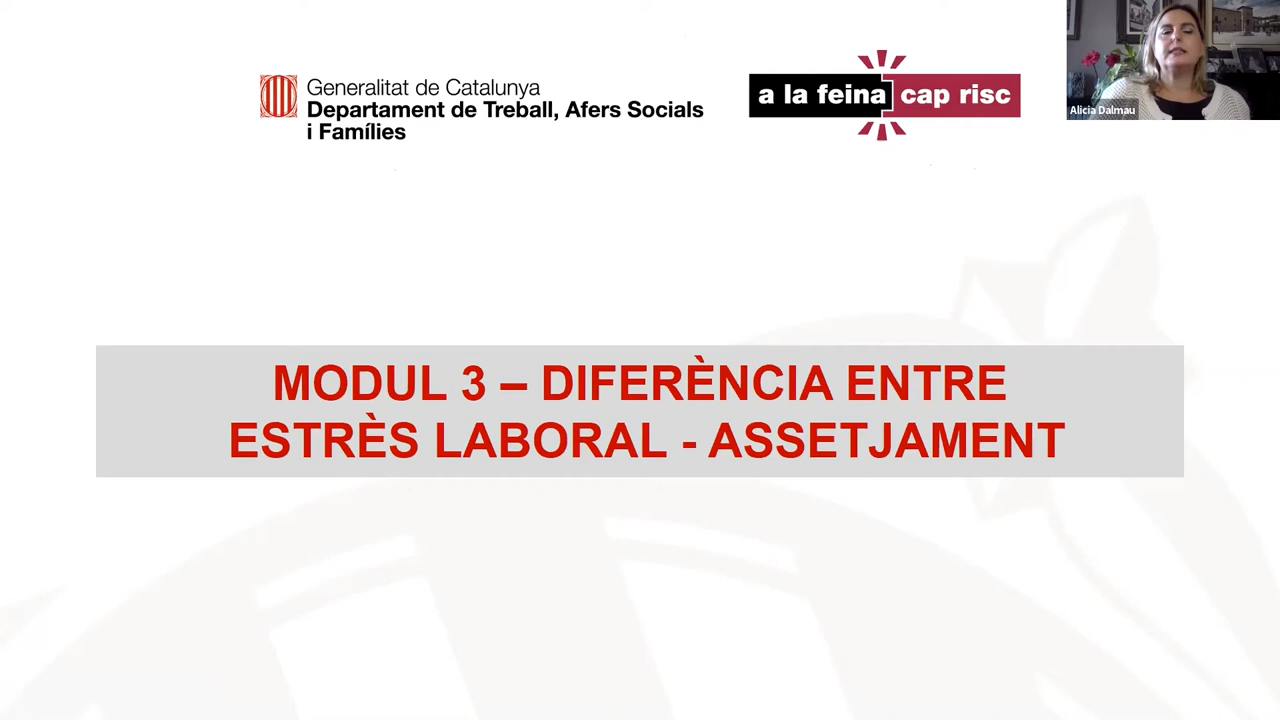 Generalitat de Catalunya
Departament de Treball, Afers Socials
i Famílies
a la feina cap risc
Alicia Dalmau
MODUL 3 – DIFERÈNCIA ENTRE
ESTRÈS LABORAL - ASSETJAMENT